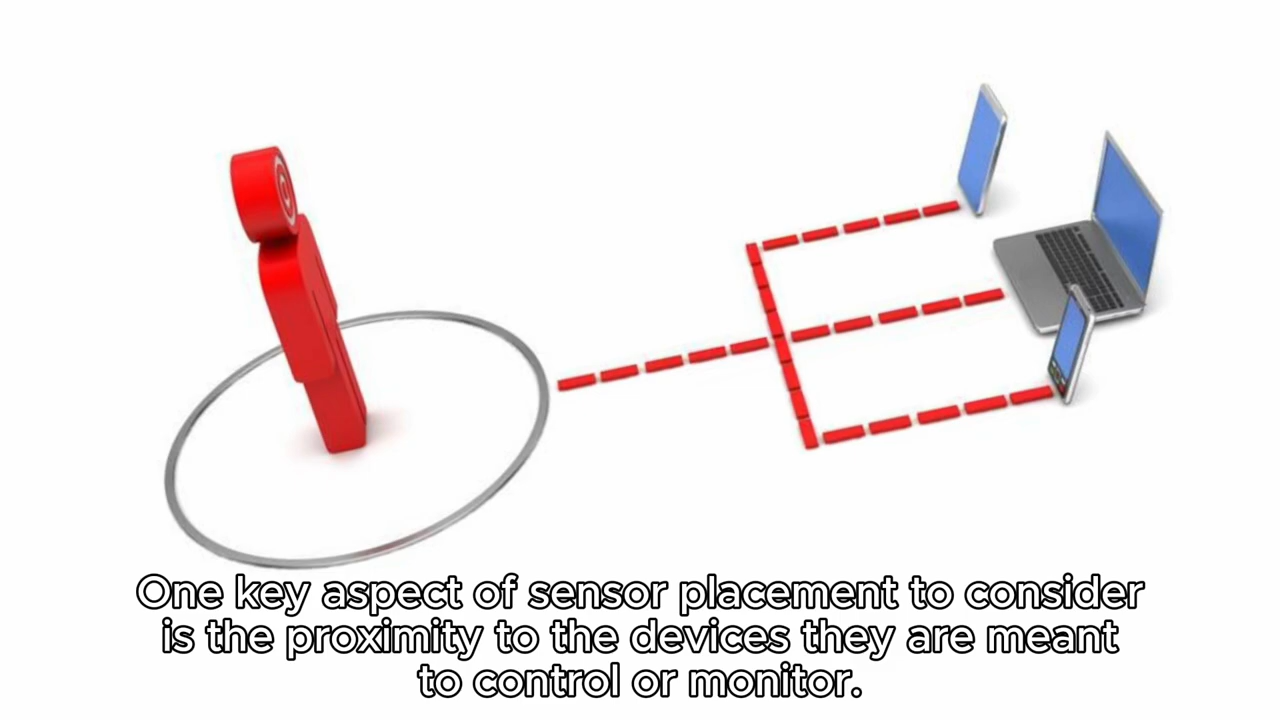 One key aspect of sensor placement to consider
is the proximity to the devices they are meant
to control or monitor.